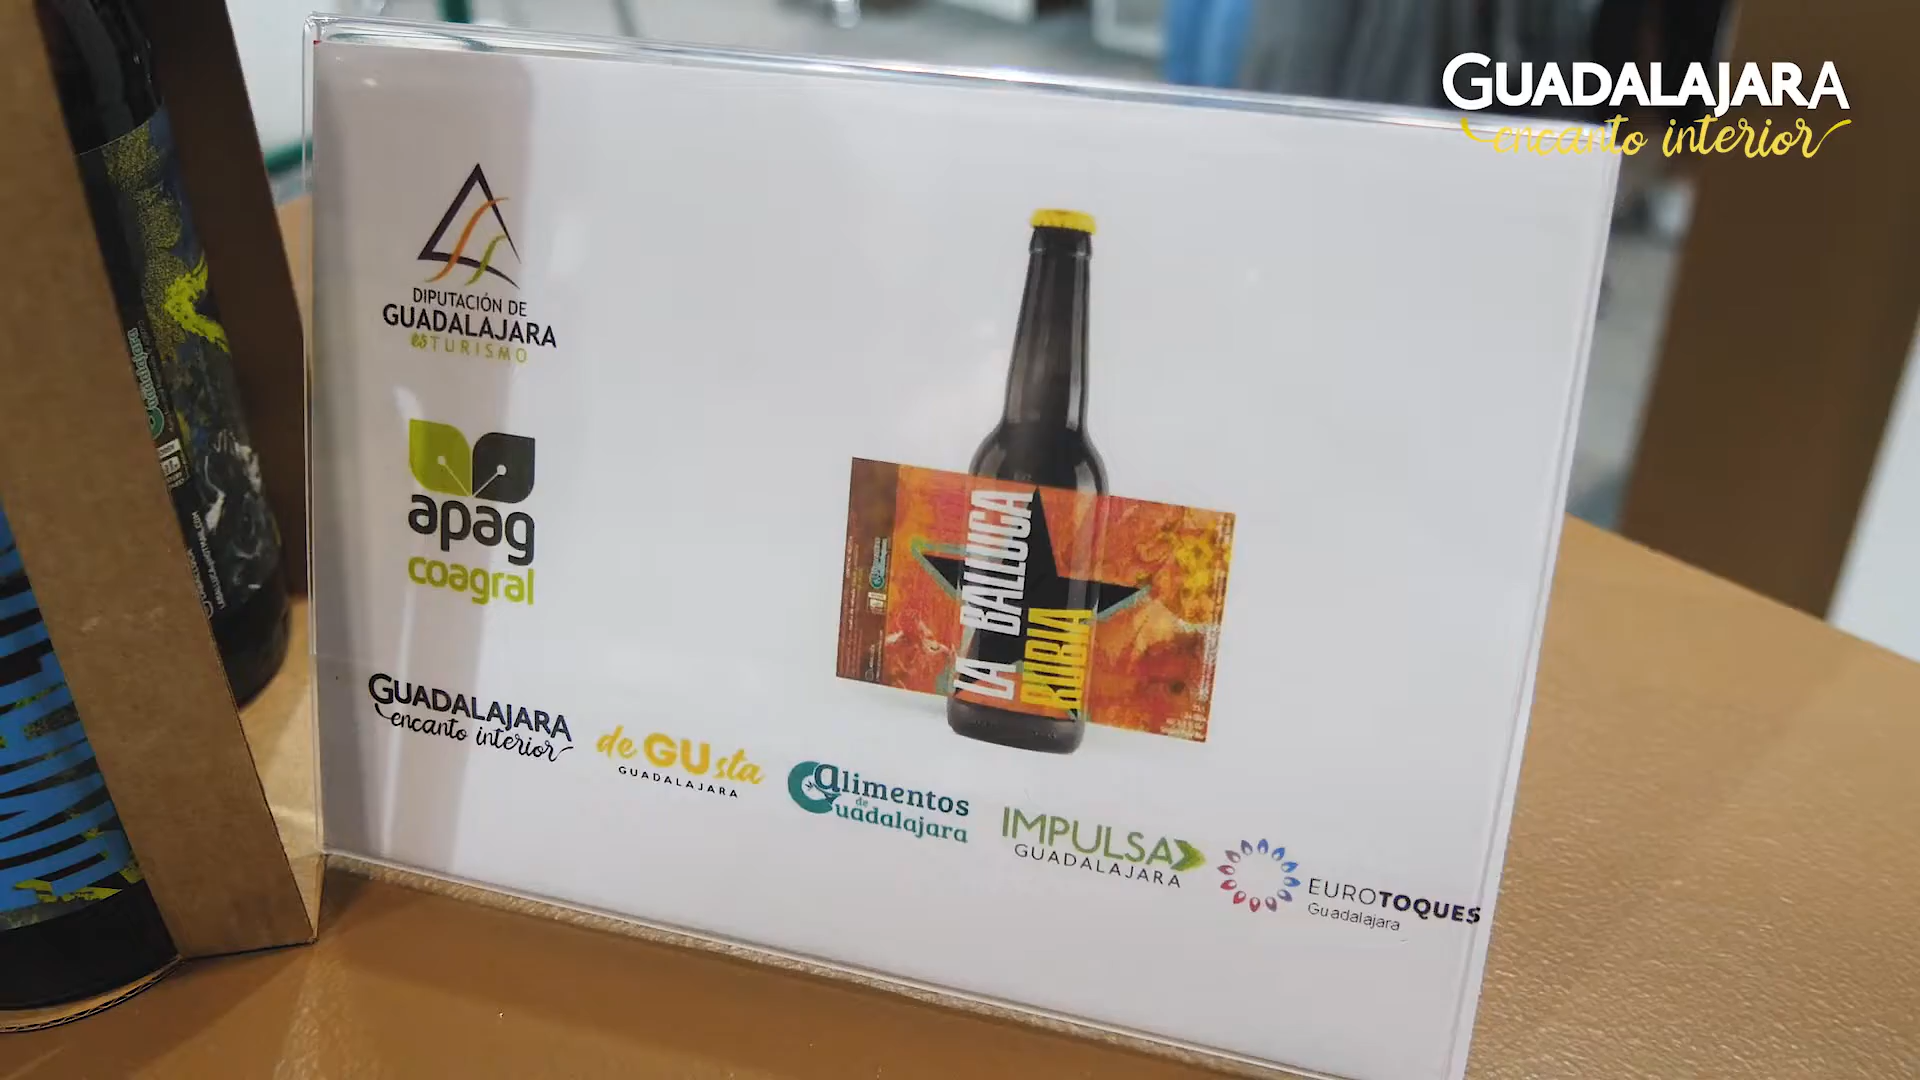 GUADALAJARA
encanto interior
DIPUTACIÓN DE
GUADALAJARA
esTURISMO
apag
coagral
LA BALLUCA
RUBIA
GUADALAJARA
encanto interior
de GUsta
GUADALAJARA
alimentos
de
Guadalajara
IMPULSA
GUADALAJARA
EUROTOQUES
Guadalajara